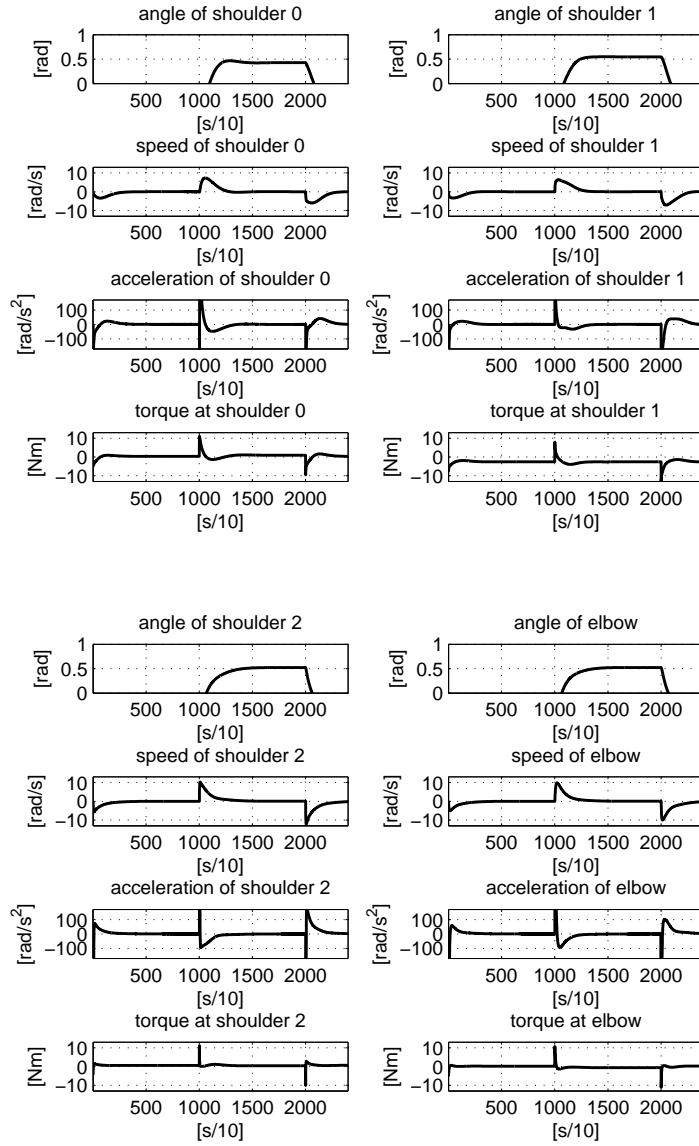 angle of shoulder 0
1
0.5
0
[rad]
500 1000 1500 2000
[s/10]
speed of shoulder 0
10
0
−10
[rad/s]
500 1000 1500 2000
[s/10]
acceleration of shoulder 0
100
0
−100
[rad/s²]
500 1000 1500 2000
[s/10]
torque at shoulder 0
10
0
−10
[Nm]
500 1000 1500 2000
[s/10]
angle of shoulder 1
1
0.5
0
[rad]
500 1000 1500 2000
[s/10]
speed of shoulder 1
10
0
−10
[rad/s]
500 1000 1500 2000
[s/10]
acceleration of shoulder 1
100
0
−100
[rad/s²]
500 1000 1500 2000
[s/10]
torque at shoulder 1
10
0
−10
[Nm]
500 1000 1500 2000
[s/10]
angle of shoulder 2
1
0.5
0
[rad]
500 1000 1500 2000
[s/10]
speed of shoulder 2
10
0
−10
[rad/s]
500 1000 1500 2000
[s/10]
acceleration of shoulder 2
100
0
−100
[rad/s²]
500 1000 1500 2000
[s/10]
torque at shoulder 2
10
0
−10
[Nm]
500 1000 1500 2000
[s/10]
angle of elbow
1
0.5
0
[rad]
500 1000 1500 2000
[s/10]
speed of elbow
10
0
−10
[rad/s]
500 1000 1500 2000
[s/10]
acceleration of elbow
100
0
−100
[rad/s²]
500 1000 1500 2000
[s/10]
torque at elbow
10
0
−10
[Nm]
500 1000 1500 2000
[s/10]